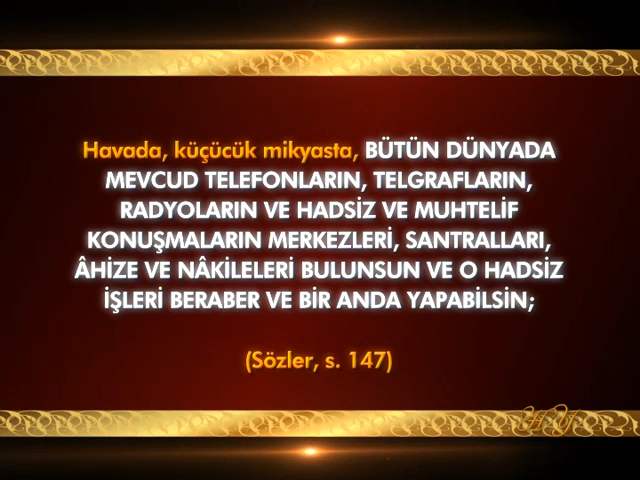 Havada, küçücük mikyasta, BÜTÜN DÜNYADA
MEVCUD TELEFONLARIN, TELGRAFLARIN,
RADYOLARIN VE HADSİZ VE MUHTELİF
KONUŞMALARIN MERKEZLERİ, SANTRALLARI,
ÂHİZE VE NÂKİLELERİ BULUNSUN VE O HADSİZ
İŞLERİ BERABER VE BİR ANDA YAPABİLSİN;
(Sözler, s. 147)
H.Y.